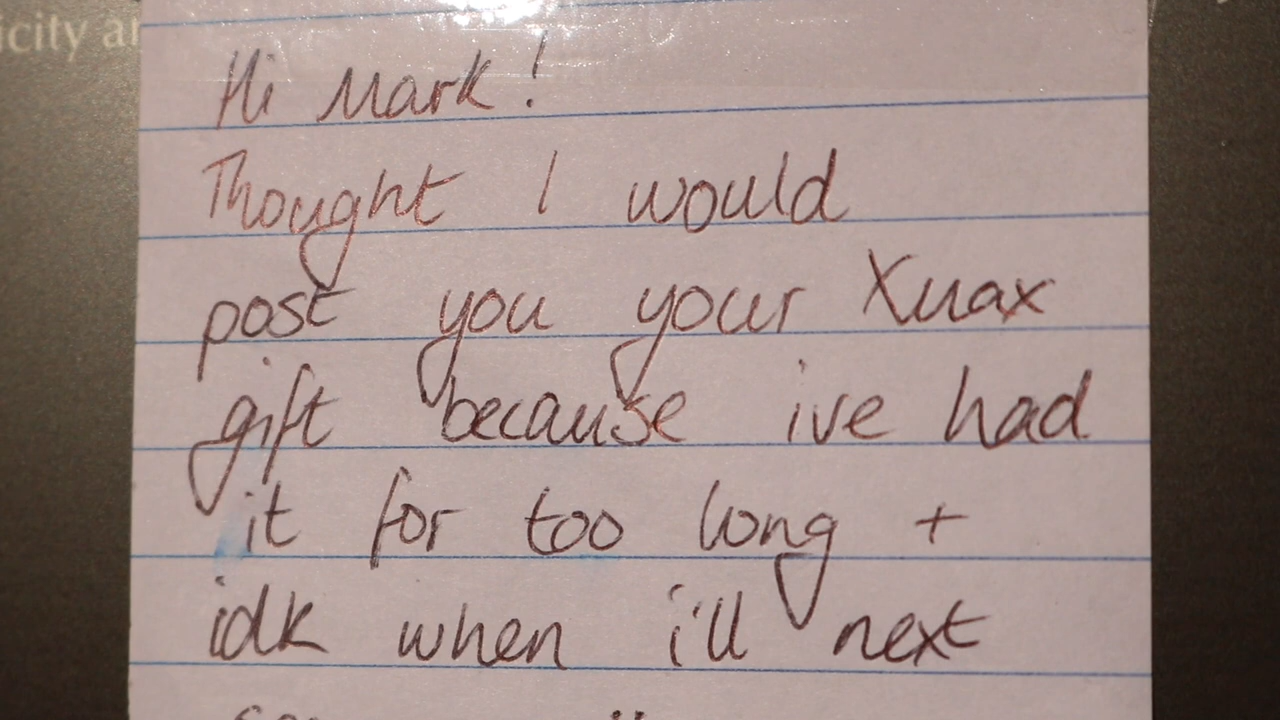 icity a
Hi Mark!
Thought I would
post you your Xmax
gift because ive had
it for too long +
idk when i'll next